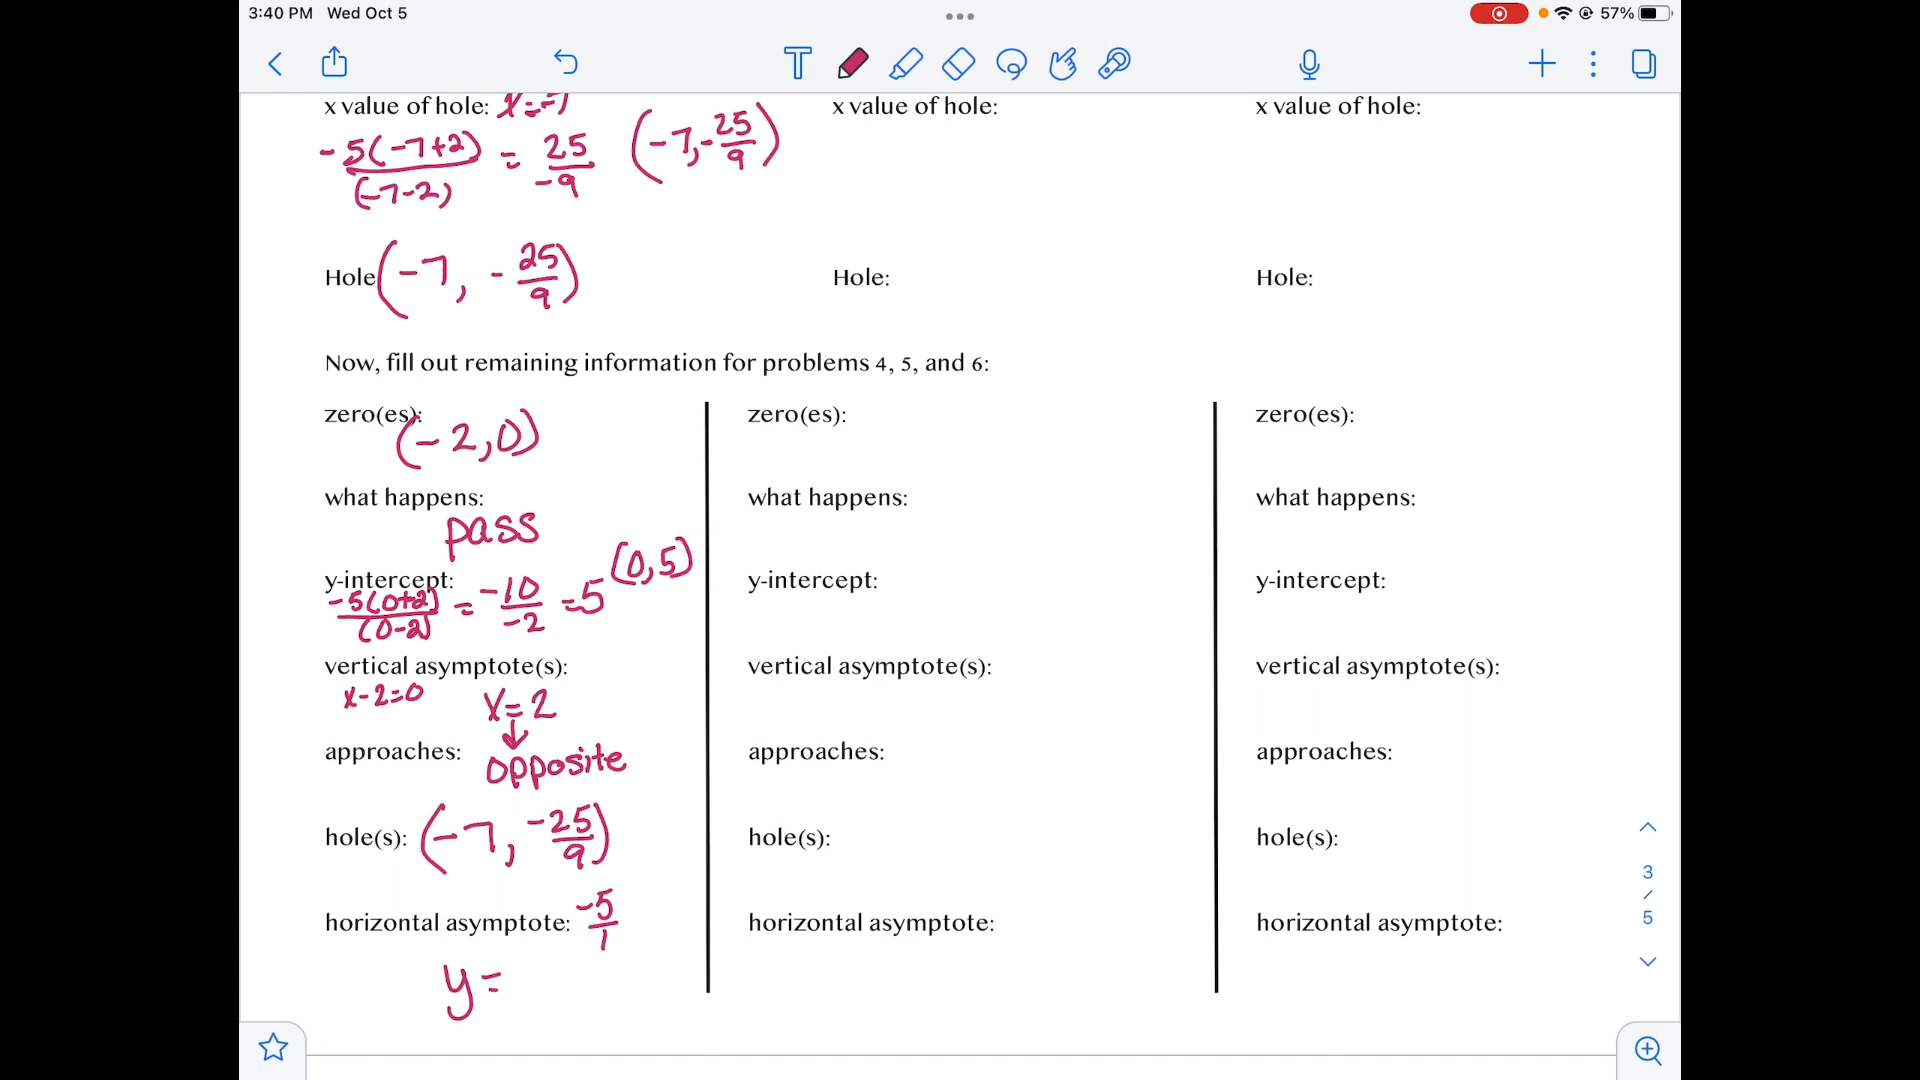 3:40 PM Wed Oct 5
57%
T
x value of hole: x=-7
x value of hole:
x value of hole:
-5(-7+2)/(-7-2) = 25/-9 (-7,-25/9)
Hole (-7, -25/9)
Hole:
Hole:
Now, fill out remaining information for problems 4, 5, and 6:
zero(es): (-2,0)
what happens: pass
y-intercept: (0,5)
-5(0+2)/(0-2) = -10/-2 = 5
vertical asymptote(s):
x-2=0 x=2
approaches: opposite
hole(s): (-7, -25/9)
horizontal asymptote: -5/1
y=
zero(es):
what happens:
y-intercept:
vertical asymptote(s):
approaches:
hole(s):
horizontal asymptote:
zero(es):
what happens:
y-intercept:
vertical asymptote(s):
approaches:
hole(s):
horizontal asymptote:
3
/
5